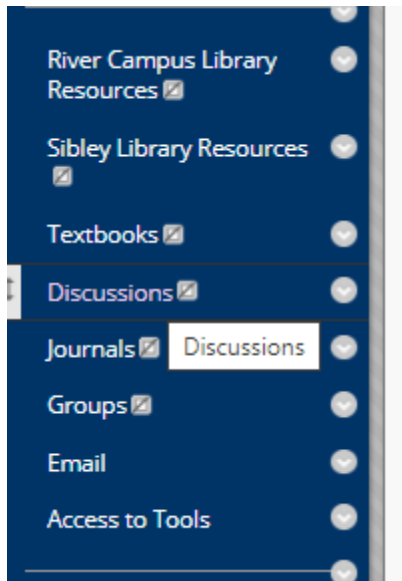 River Campus Library
Resources
Sibley Library Resources
Textbooks
Discussions
Journals
Discussions
Groups
Email
Access to Tools